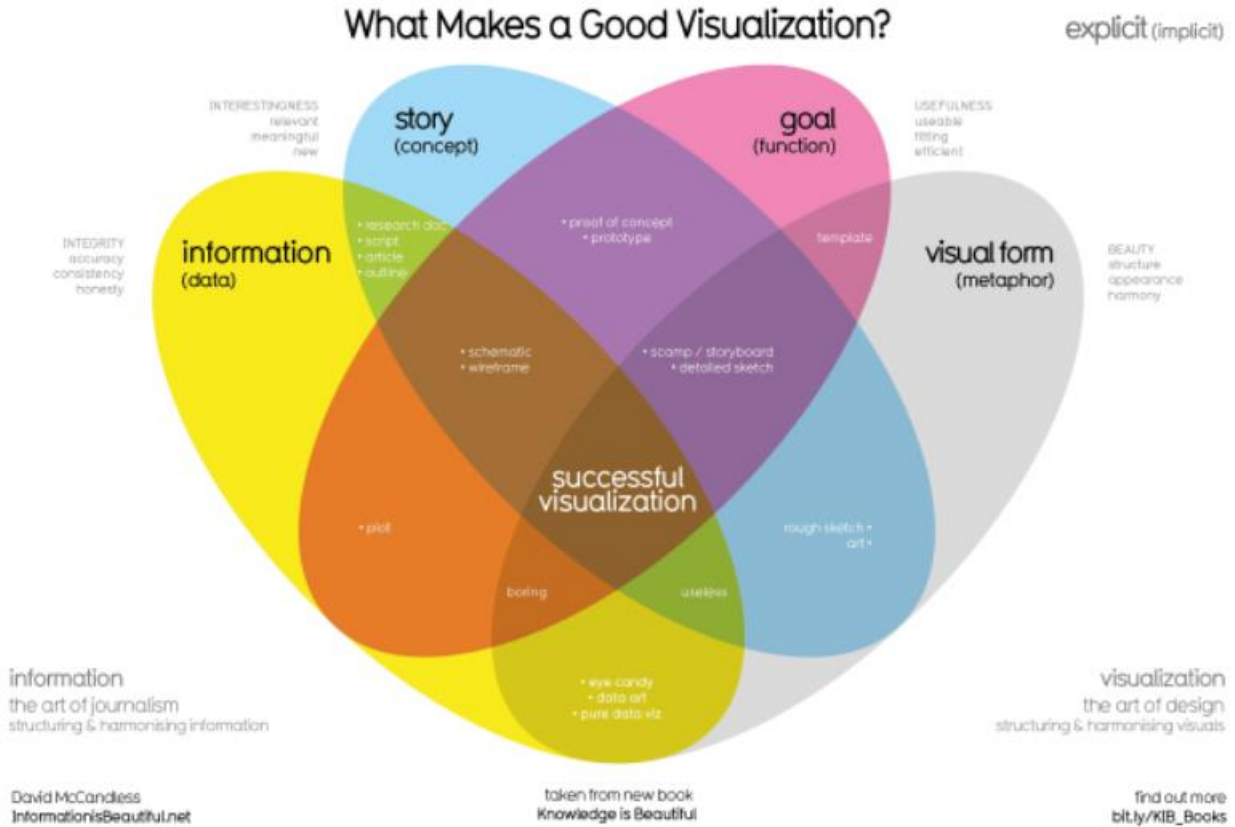 What Makes a Good Visualization?
explicit (implicit)
INTERESTINGNESS
relevant
meaningful
new
story
(concept)
goal
(function)
USEFULNESS
useable
fitting
efficient
INTEGRITY
accuracy
consistency
honesty
information
(data)
• research doc
• script
• article
• outline
• proof of concept
• prototype
template
visual form
(metaphor)
BEAUTY
structure
appearance
harmony
• schematic
• wireframe
• scamp / storyboard
• detailed sketch
successful
visualization
• plot
rough sketch •
art •
boring
useless
• eye candy
• data art
• pure data viz
information
the art of journalism
structuring & harmonising information
visualization
the art of design
structuring & harmonising visuals
David McCandless
InformationisBeautiful.net
taken from new book
Knowledge is Beautiful
find out more
bit.ly/KIB_Books